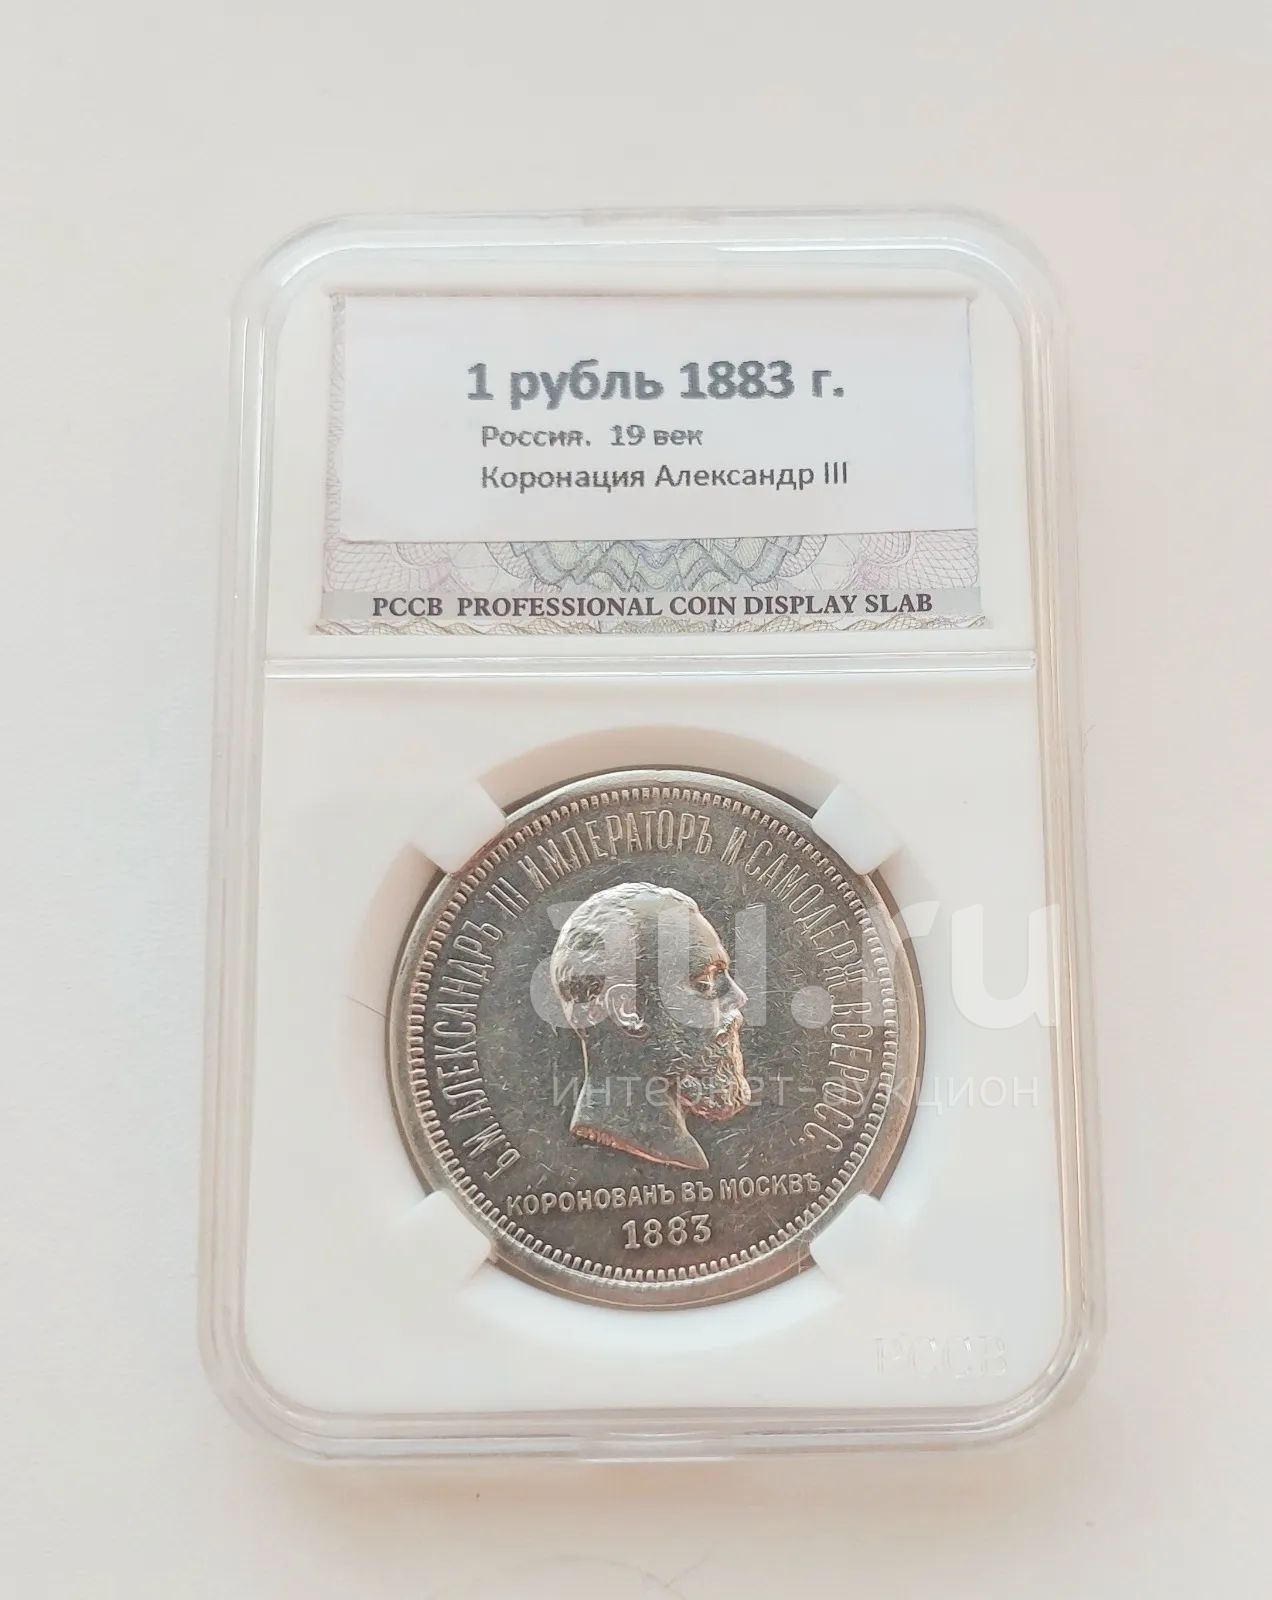 1 рубль 1883 г.
Россия. 19 век
Коронация Александр III
PCCB PROFESSIONAL COIN DISPLAY SLAB
Б.М.АЛЕКСАНДРЪ III ИМПЕРАТОРЪ И САМОДЕРЖ. ВСЕРОСС.
au.ru
интернет-аукцион
КОРОНОВАНЪ ВЪ МОСКВѢ
1883
PCCB